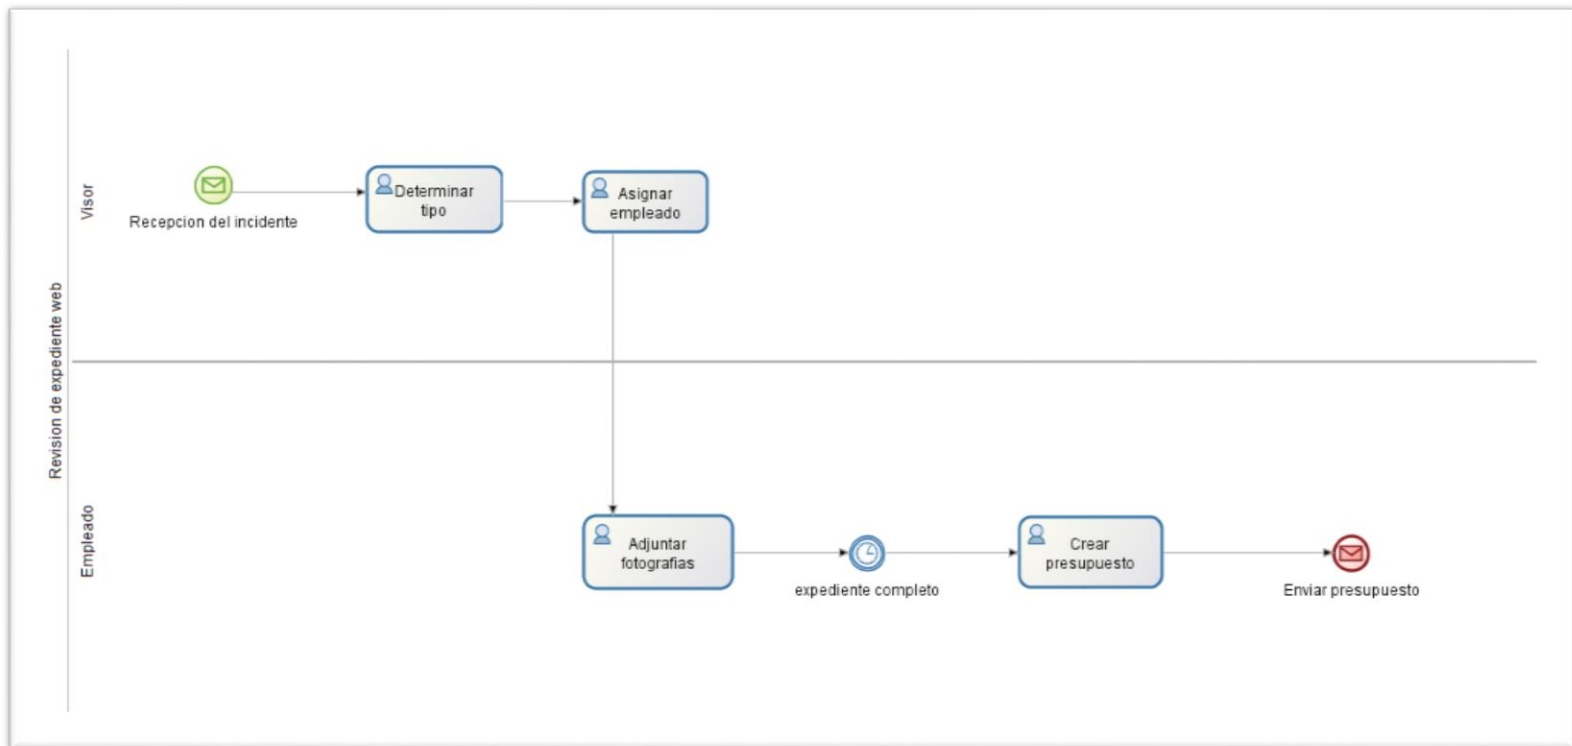 Revision de expediente web
Visor
Recepcion del incidente
Determinar
tipo
Asignar
empleado
Empleado
Adjuntar
fotografias
expediente completo
Crear
presupuesto
Enviar presupuesto